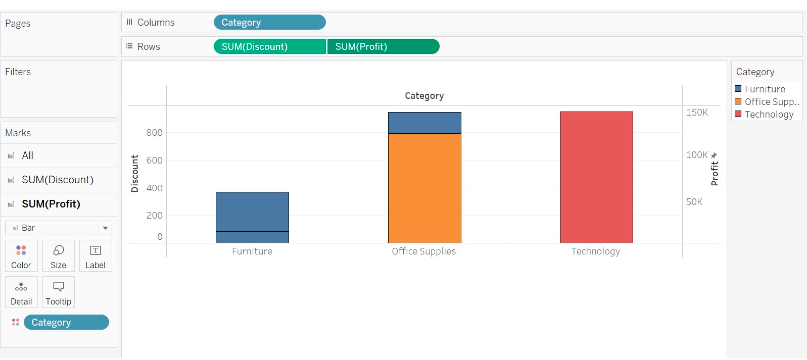 Pages
Columns
Category
Rows
SUM(Discount)
SUM(Profit)
Filters
Marks
All
SUM(Discount)
SUM(Profit)
Bar
Color
Size
Label
Detail
Tooltip
Category
Category
Discount
800
600
400
200
0
150K
100K
50K
Profit
Furniture
Office Supplies
Technology
Category
Furniture
Office Supp..
Technology